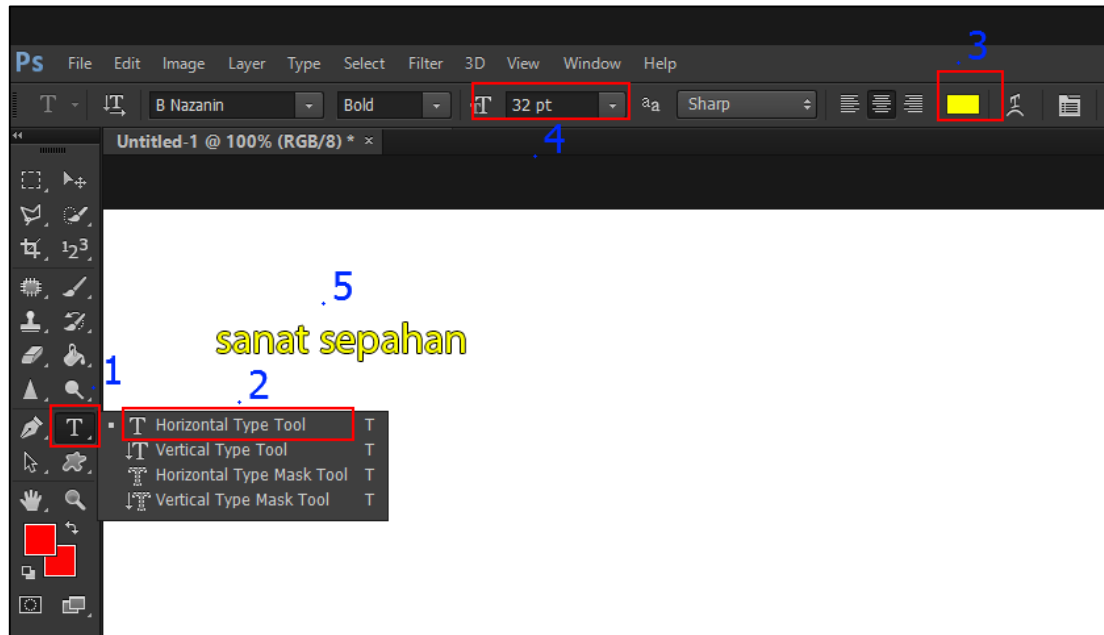 3
Ps File Edit Image Layer Type Select Filter 3D View Window Help
T B Nazanin Bold T 32 pt aa Sharp
Untitled-1 @ 100% (RGB/8) * ×
4
123
5
sanat sepahan
1
2
T T Horizontal Type Tool T
T Vertical Type Tool T
T Horizontal Type Mask Tool T
T Vertical Type Mask Tool T